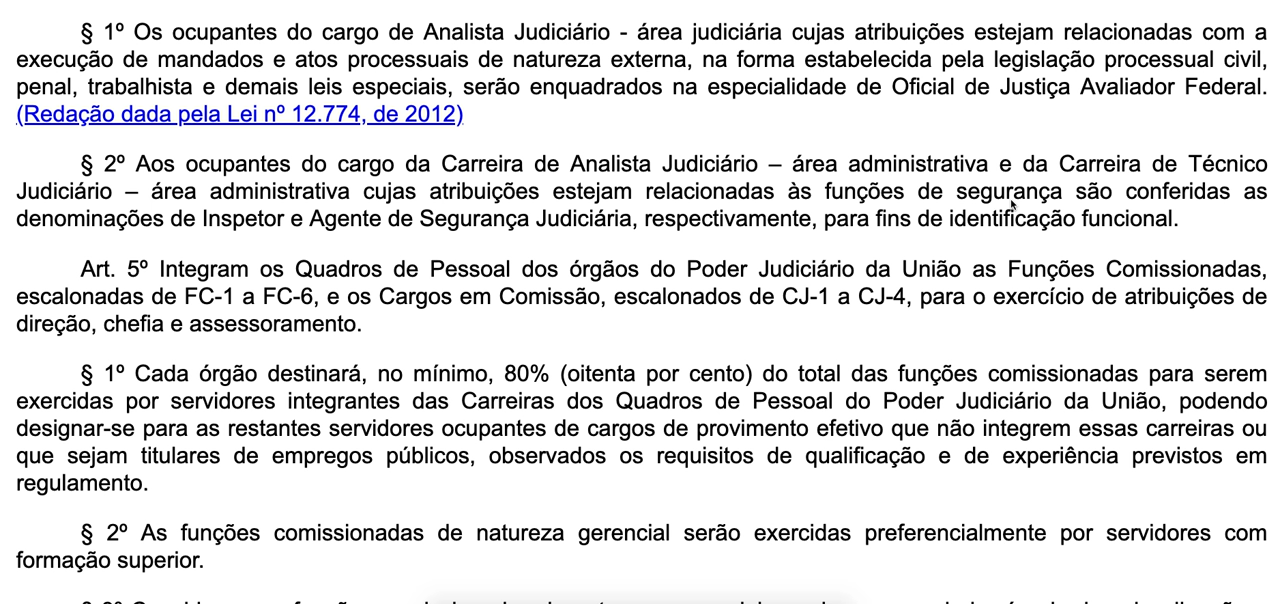 § 1º Os ocupantes do cargo de Analista Judiciário - área judiciária cujas atribuições estejam relacionadas com a
execução de mandados e atos processuais de natureza externa, na forma estabelecida pela legislação processual civil,
penal, trabalhista e demais leis especiais, serão enquadrados na especialidade de Oficial de Justiça Avaliador Federal.
(Redação dada pela Lei nº 12.774, de 2012)
§ 2º Aos ocupantes do cargo da Carreira de Analista Judiciário – área administrativa e da Carreira de Técnico
Judiciário – área administrativa cujas atribuições estejam relacionadas às funções de segurança são conferidas as
denominações de Inspetor e Agente de Segurança Judiciária, respectivamente, para fins de identificação funcional.
Art. 5º Integram os Quadros de Pessoal dos órgãos do Poder Judiciário da União as Funções Comissionadas,
escalonadas de FC-1 a FC-6, e os Cargos em Comissão, escalonados de CJ-1 a CJ-4, para o exercício de atribuições de
direção, chefia e assessoramento.
§ 1º Cada órgão destinará, no mínimo, 80% (oitenta por cento) do total das funções comissionadas para serem
exercidas por servidores integrantes das Carreiras dos Quadros de Pessoal do Poder Judiciário da União, podendo
designar-se para as restantes servidores ocupantes de cargos de provimento efetivo que não integrem essas carreiras ou
que sejam titulares de empregos públicos, observados os requisitos de qualificação e de experiência previstos em
regulamento.
§ 2º As funções comissionadas de natureza gerencial serão exercidas preferencialmente por servidores com
formação superior.